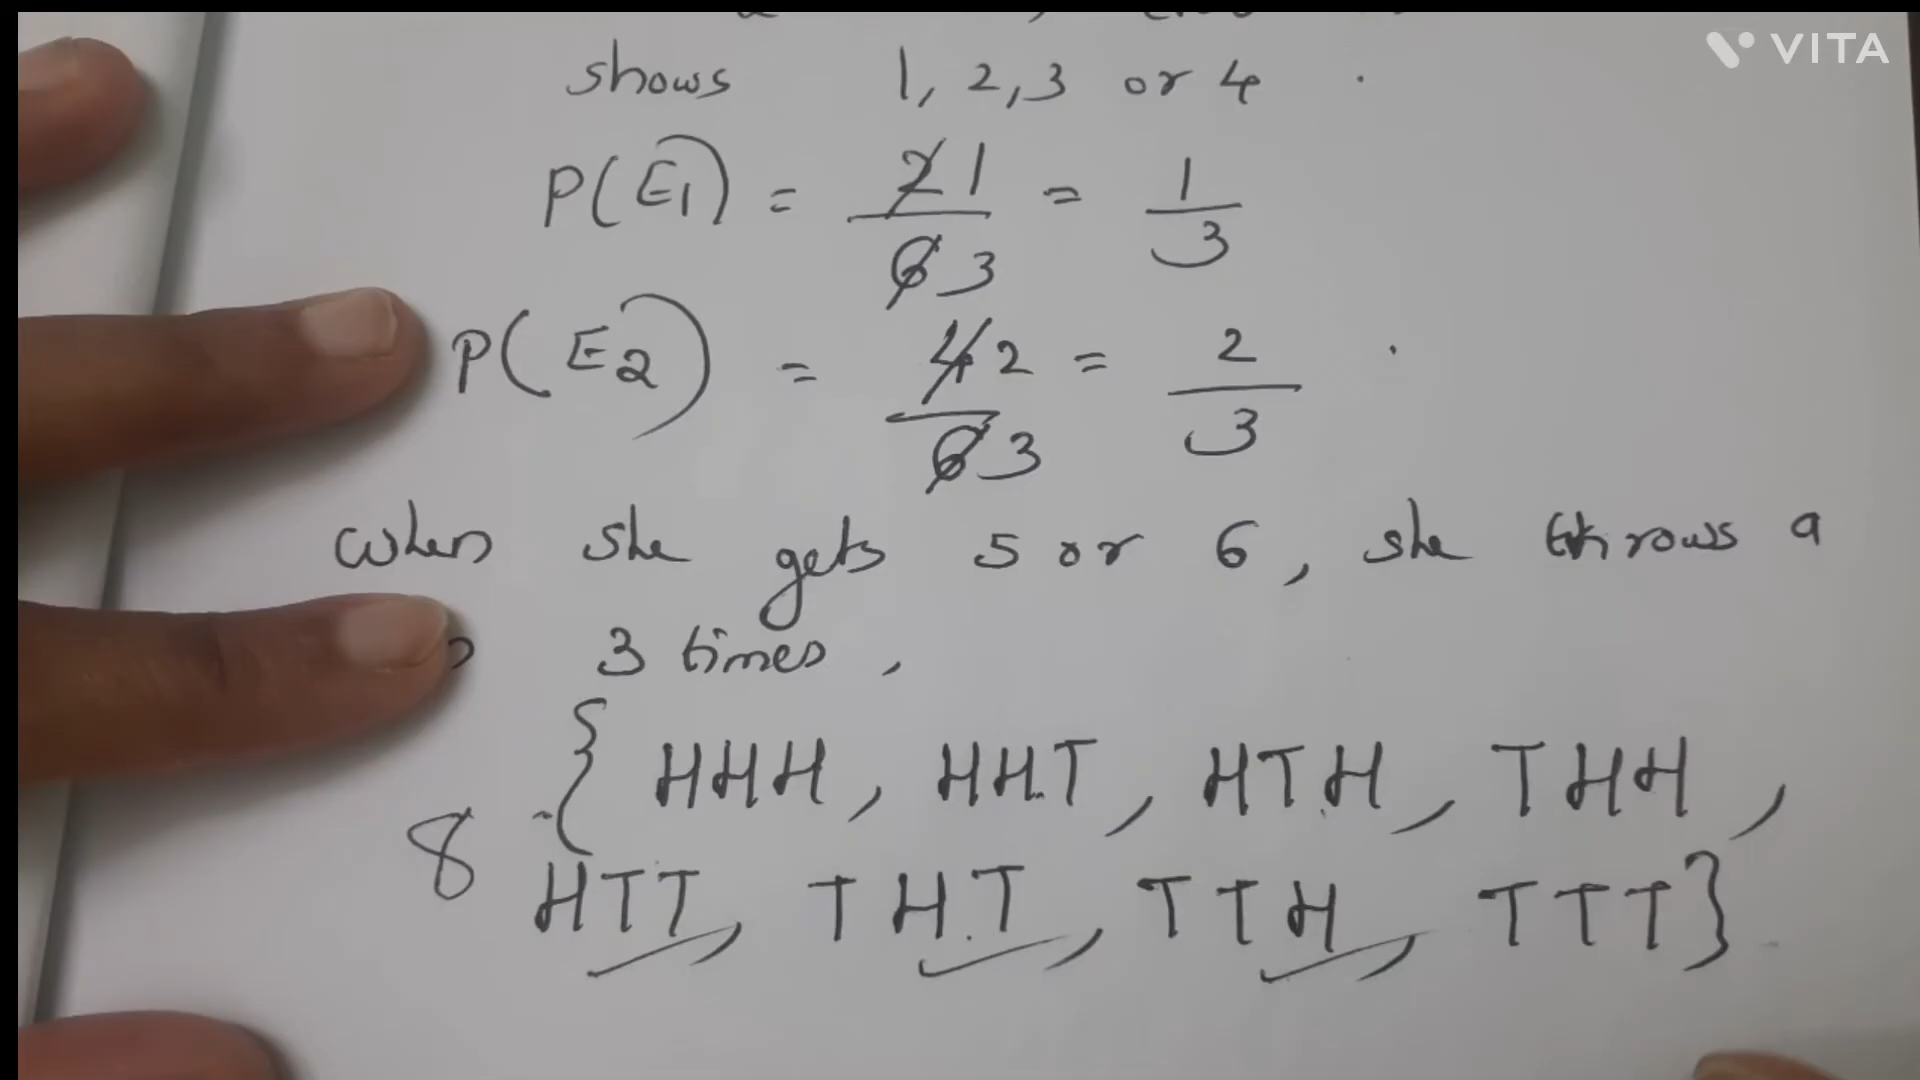 VITA
shows 1, 2, 3 or 4 .
P(E1) = 2 1 / 6 3 = 1 / 3
P(E2) = 4 2 / 6 3 = 2 / 3 .
when she gets 5 or 6, she throws a
3 times,
8 { HHH, HHT, HTH, THH,
HTT, THT, TTH, TTT}